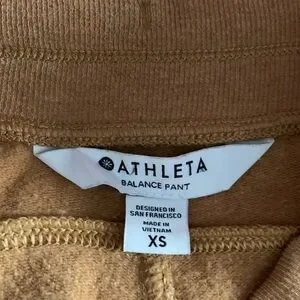 ATHLETA
BALANCE PANT
DESIGNED IN
SAN FRANCISCO
MADE IN
VIETNAM
XS